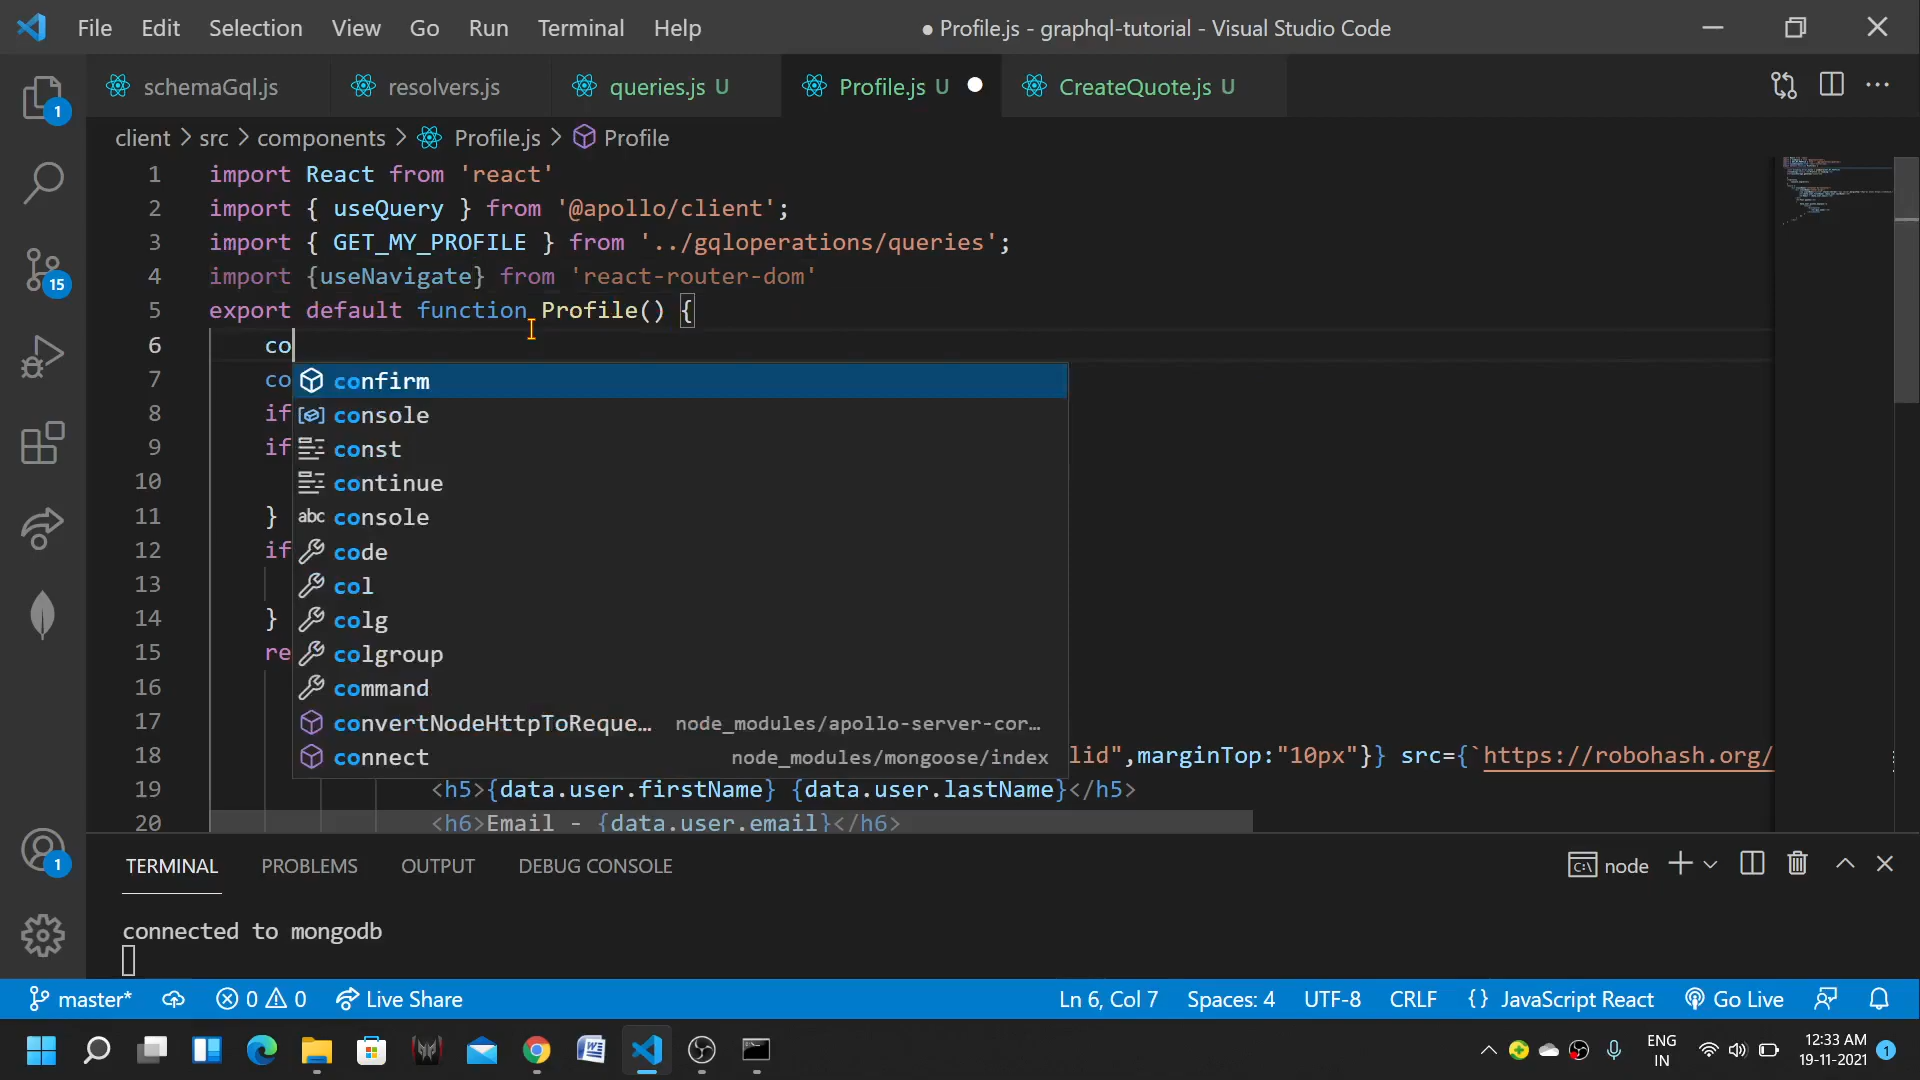 File Edit Selection View Go Run Terminal Help ● Profile.js - graphql-tutorial - Visual Studio Code
schemaGql.js resolvers.js queries.js U Profile.js U CreateQuote.js U
client > src > components > Profile.js > Profile
1 import React from 'react'
2 import { useQuery } from '@apollo/client';
3 import { GET_MY_PROFILE } from '../gqloperations/queries';
4 import {useNavigate} from 'react-router-dom'
5 export default function Profile() {
6 co
7 co confirm
8 if console
9 if const
10 continue
11 } console
12 if code
13 col
14 } colg
15 re colgroup
16 command
17 convertNodeHttpToReque… node_modules/apollo-server-cor…
18 connect node_modules/mongoose/index lid",marginTop:"10px"}} src={`https://robohash.org/
19 <h5>{data.user.firstName} {data.user.lastName}</h5>
20 <h6>Email - {data.user.email}</h6>
TERMINAL PROBLEMS OUTPUT DEBUG CONSOLE node
connected to mongodb
master* 0 0 Live Share Ln 6, Col 7 Spaces: 4 UTF-8 CRLF {} JavaScript React Go Live
ENG
IN
12:33 AM
19-11-2021
1
15
1
1